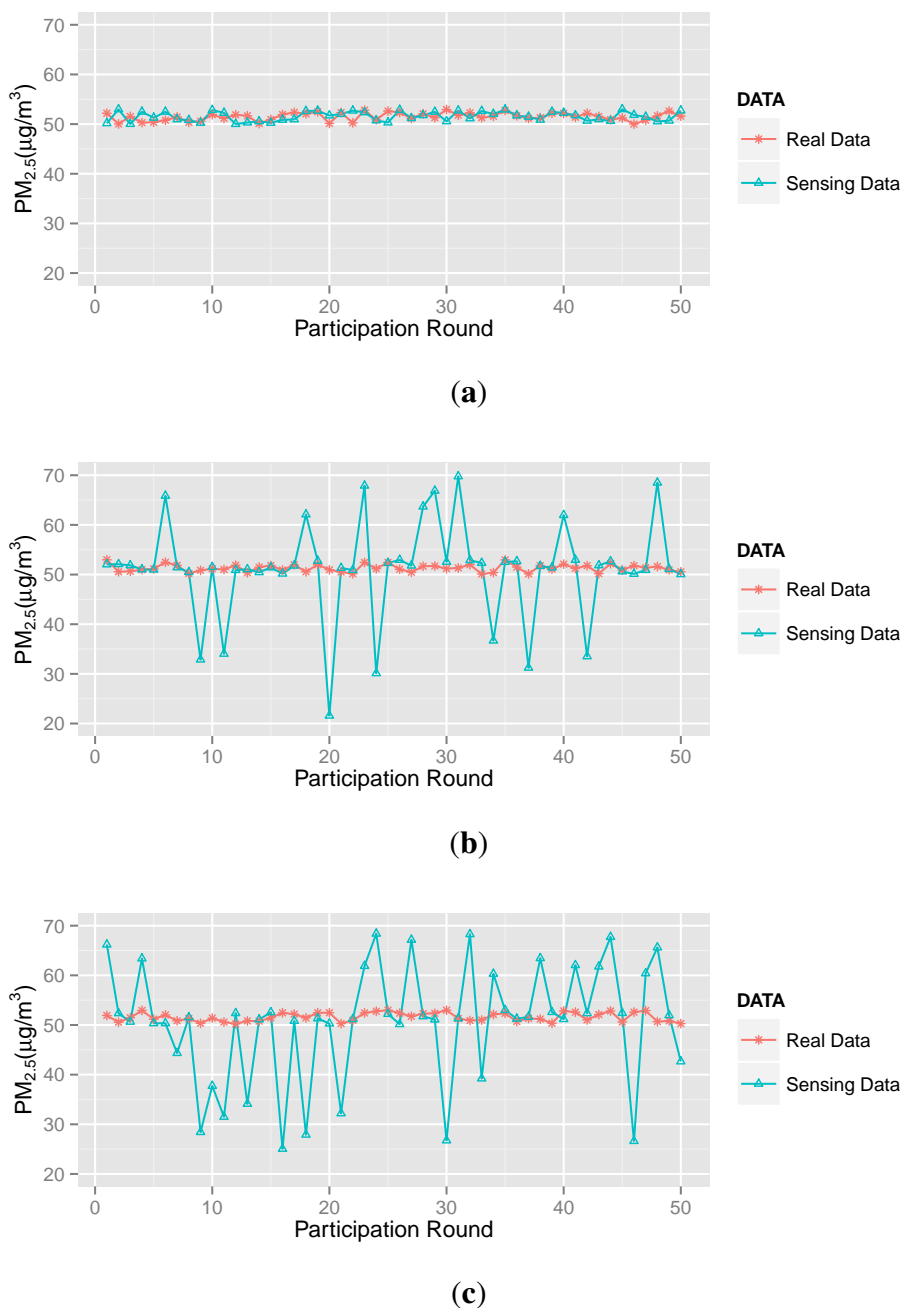 70
60
50
40
30
20
PM2.5(µg/m³)
0 10 20 30 40 50
Participation Round
DATA
Real Data
Sensing Data
(a)
70
60
50
40
30
20
PM2.5(µg/m³)
0 10 20 30 40 50
Participation Round
DATA
Real Data
Sensing Data
(b)
70
60
50
40
30
20
PM2.5(µg/m³)
0 10 20 30 40 50
Participation Round
DATA
Real Data
Sensing Data
(c)